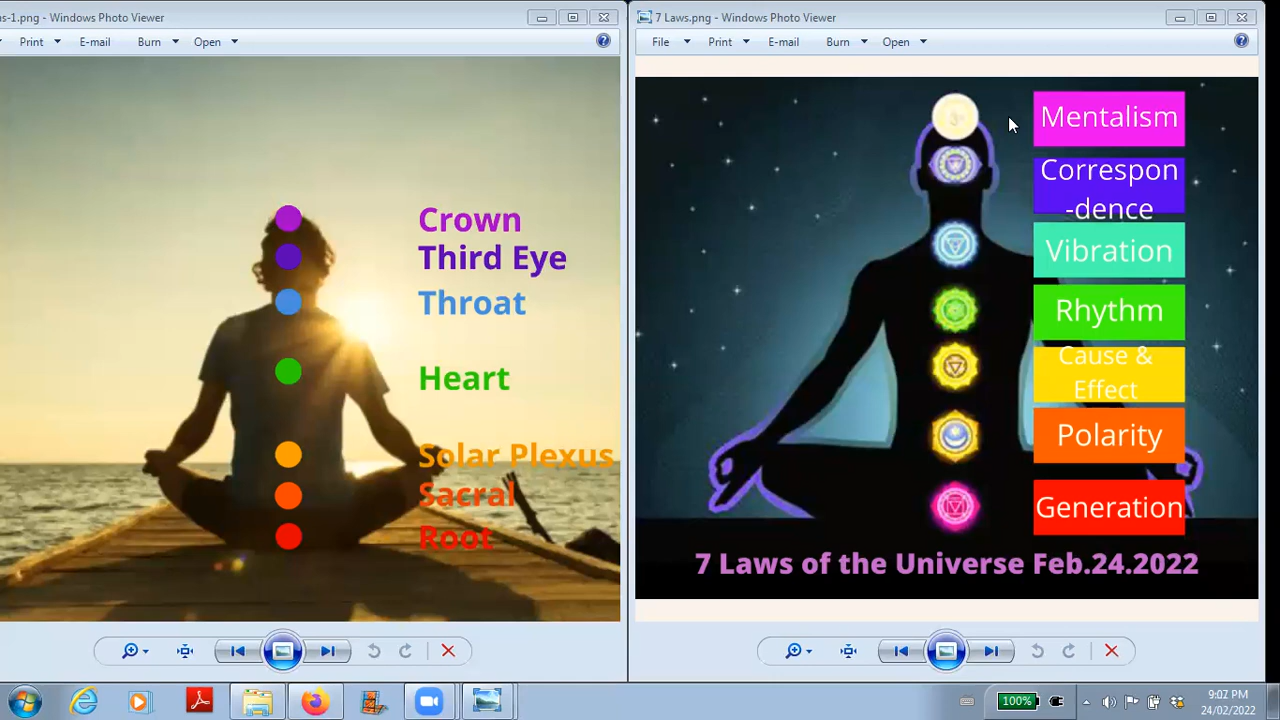 s-1.png - Windows Photo Viewer
Print
E-mail
Burn
Open
Crown
Third Eye
Throat
Heart
Solar Plexus
Sacral
Root
7 Laws.png - Windows Photo Viewer
File
Print
E-mail
Burn
Open
Mentalism
Correspon
-dence
Vibration
Rhythm
Cause &
Effect
Polarity
Generation
7 Laws of the Universe Feb.24.2022
100%
9:02 PM
24/02/2022